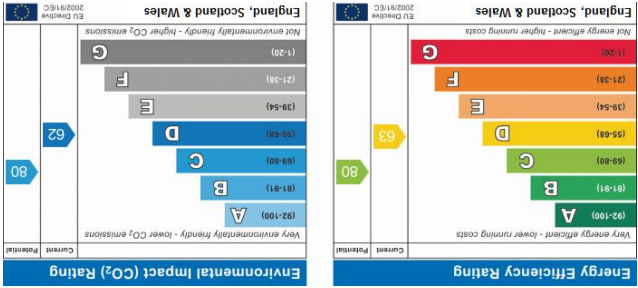 Energy Efficiency Rating
Current Potential
Very energy efficient - lower running costs
(92-100) A
(81-91) B
(69-80) C
(55-68) D
(39-54) E
(21-38) F
(1-20) G
Not energy efficient - higher running costs
63
80
England, Scotland & Wales
EU Directive
2002/91/EC
Environmental Impact (CO₂) Rating
Current Potential
Very environmentally friendly - lower CO₂ emissions
(92-100) A
(81-91) B
(69-80) C
(55-68) D
(39-54) E
(21-38) F
(1-20) G
Not environmentally friendly - higher CO₂ emissions
62
80
England, Scotland & Wales
EU Directive
2002/91/EC